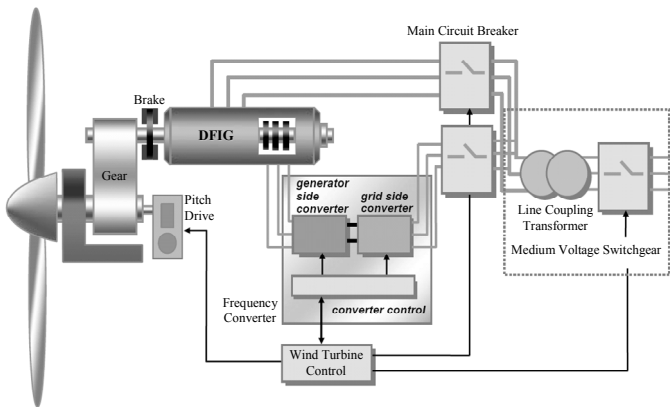 Main Circuit Breaker
Brake
DFIG
Gear
Pitch
Drive
generator
side
converter
grid side
converter
Line Coupling
Transformer
Medium Voltage Switchgear
Frequency
Converter
converter control
Wind Turbine
Control